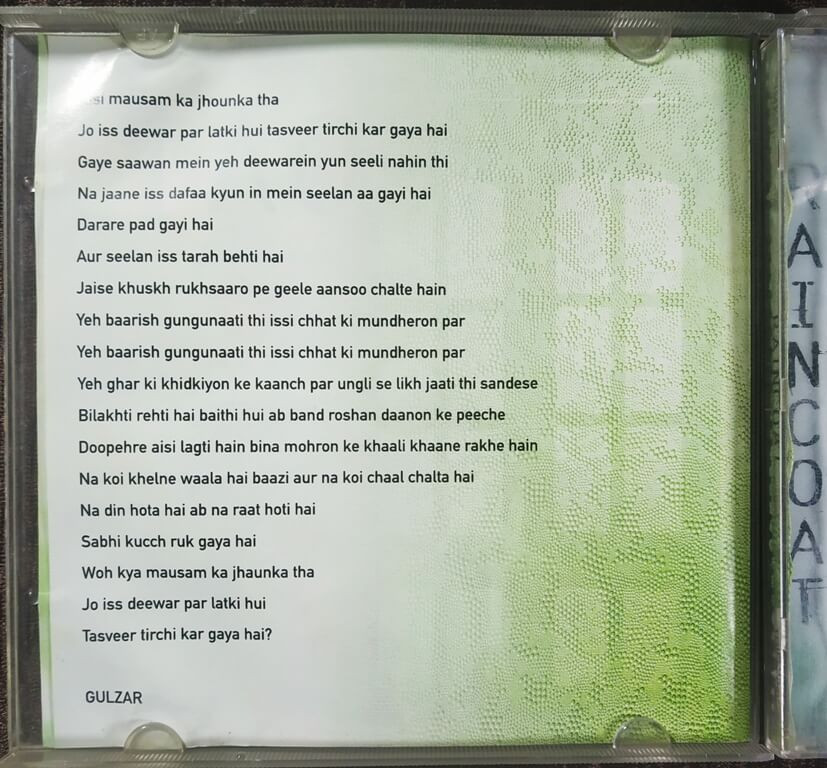 mausam ka jhounka tha
Jo iss deewar par latki hui tasveer tirchi kar gaya hai
Gaye saawan mein yeh deewarein yun seeli nahin thi
Na jaane iss dafaa kyun in mein seelan aa gayi hai
Darare pad gayi hai
Aur seelan iss tarah behti hai
Jaise khuskh rukhsaaro pe geele aansoo chalte hain
Yeh baarish gungunaati thi issi chhat ki mundheron par
Yeh baarish gungunaati thi issi chhat ki mundheron par
Yeh ghar ki khidkiyon ke kaanch par ungli se likh jaati thi sandese
Bilakhti rehti hai baithi hui ab band roshan daanon ke peeche
Doopehre aisi lagti hain bina mohron ke khaali khaane rakhe hain
Na koi khelne waala hai baazi aur na koi chaal chalta hai
Na din hota hai ab na raat hoti hai
Sabhi kucch ruk gaya hai
Woh kya mausam ka jhaunka tha
Jo iss deewar par latki hui
Tasveer tirchi kar gaya hai?
GULZAR
RAINCOAT